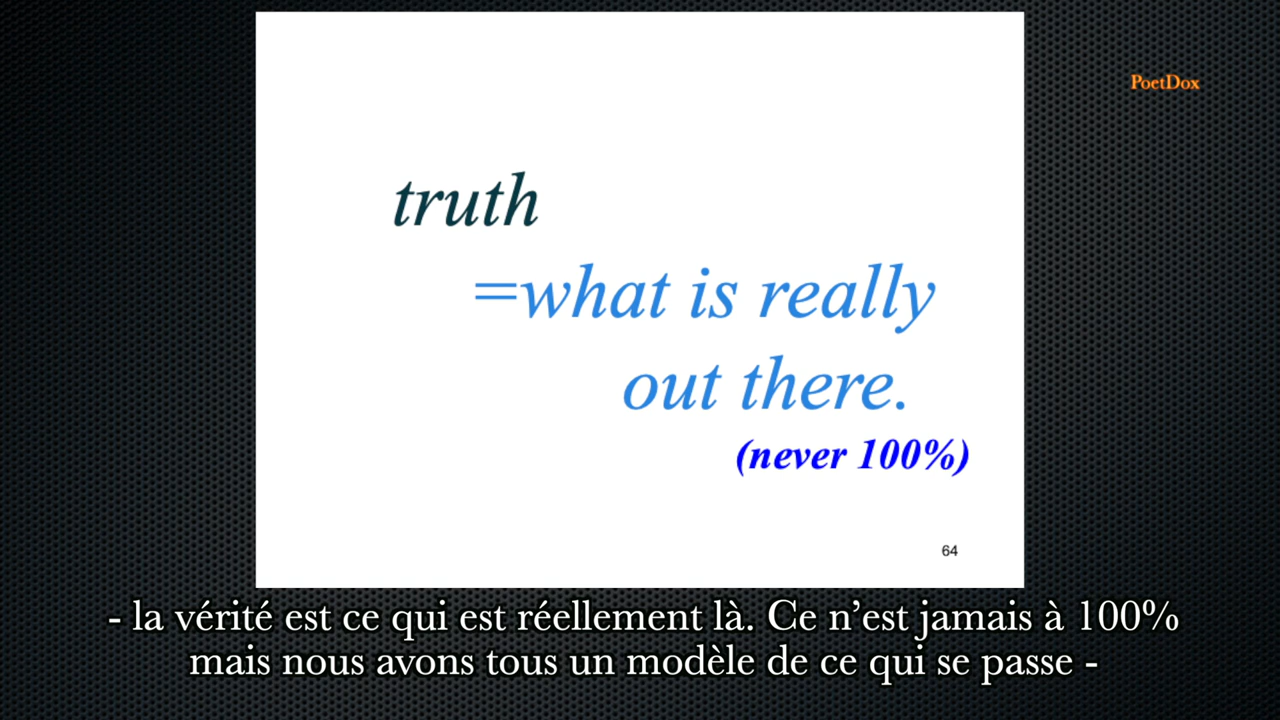 PoetDox
truth
=what is really
out there.
(never 100%)
64
- la vérité est ce qui est réellement là. Ce n’est jamais à 100%
mais nous avons tous un modèle de ce qui se passe -